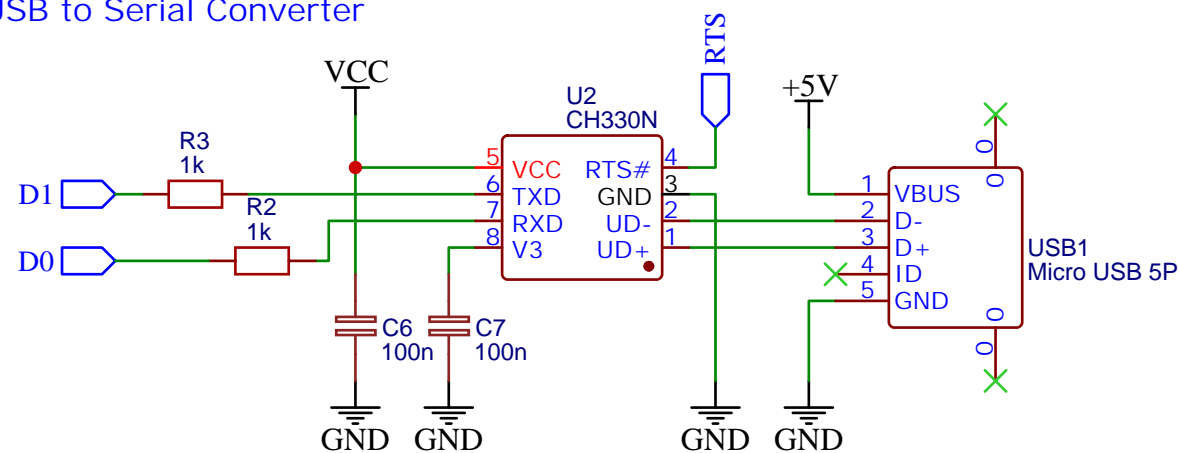 USB to Serial Converter
RTS
VCC
+5V
U2
CH330N
R3
1k
D1
5
VCC
RTS#
4
6
TXD
GND
3
7
RXD
UD-
2
8
V3
UD+
1
R2
1k
D0
0
0
1
VBUS
2
D-
3
D+
4
ID
5
GND
0
0
USB1
Micro USB 5P
C6
100n
C7
100n
GND
GND
GND
GND